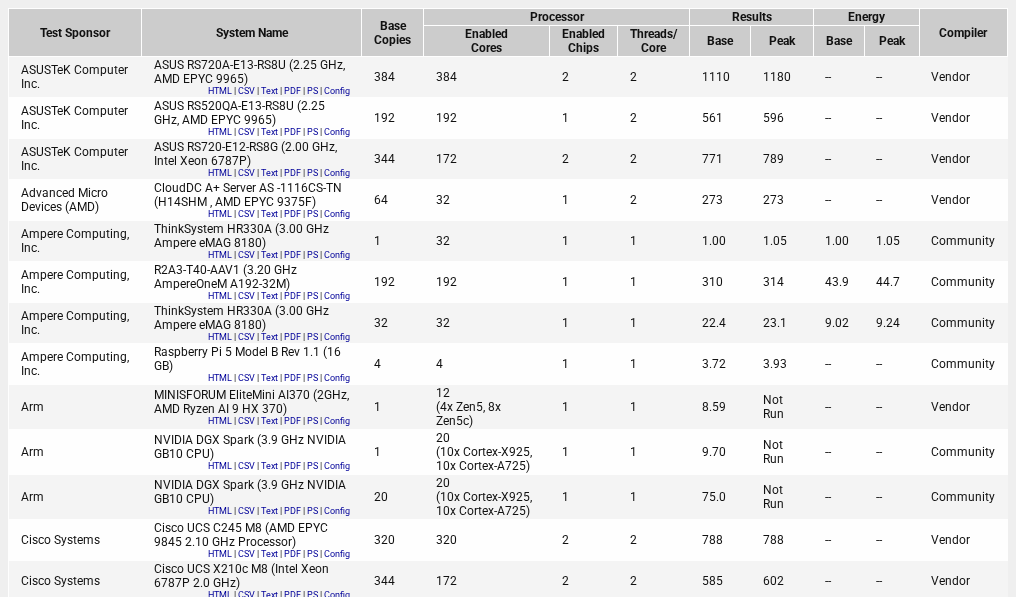 Test Sponsor System Name Base Copies Processor Results Energy Compiler
Enabled Cores Enabled Chips Threads/ Core Base Peak Base Peak
ASUSTeK Computer Inc. ASUS RS720A-E13-RS8U (2.25 GHz, AMD EPYC 9965) 384 384 2 2 1110 1180 -- -- Vendor
HTML | CSV | Text | PDF | PS | Config
ASUSTeK Computer Inc. ASUS RS520QA-E13-RS8U (2.25 GHz, AMD EPYC 9965) 192 192 1 2 561 596 -- -- Vendor
HTML | CSV | Text | PDF | PS | Config
ASUSTeK Computer Inc. ASUS RS720-E12-RS8G (2.00 GHz, Intel Xeon 6787P) 344 172 2 2 771 789 -- -- Vendor
HTML | CSV | Text | PDF | PS | Config
Advanced Micro Devices (AMD) CloudDC A+ Server AS -1116CS-TN (H14SHM , AMD EPYC 9375F) 64 32 1 2 273 273 -- -- Vendor
HTML | CSV | Text | PDF | PS | Config
Ampere Computing, Inc. ThinkSystem HR330A (3.00 GHz Ampere eMAG 8180) 1 32 1 1 1.00 1.05 1.00 1.05 Community
HTML | CSV | Text | PDF | PS | Config
Ampere Computing, Inc. R2A3-T40-AAV1 (3.20 GHz AmpereOneM A192-32M) 192 192 1 1 310 314 43.9 44.7 Community
HTML | CSV | Text | PDF | PS | Config
Ampere Computing, Inc. ThinkSystem HR330A (3.00 GHz Ampere eMAG 8180) 32 32 1 1 22.4 23.1 9.02 9.24 Community
HTML | CSV | Text | PDF | PS | Config
Ampere Computing, Inc. Raspberry Pi 5 Model B Rev 1.1 (16 GB) 4 4 1 1 3.72 3.93 -- -- Community
HTML | CSV | Text | PDF | PS | Config
Arm MINISFORUM EliteMini AI370 (2GHz, AMD Ryzen AI 9 HX 370) 1 12 (4x Zen5, 8x Zen5c) 1 1 8.59 Not Run -- -- Vendor
HTML | CSV | Text | PDF | PS | Config
Arm NVIDIA DGX Spark (3.9 GHz NVIDIA GB10 CPU) 1 20 (10x Cortex-X925, 10x Cortex-A725) 1 1 9.70 Not Run -- -- Community
HTML | CSV | Text | PDF | PS | Config
Arm NVIDIA DGX Spark (3.9 GHz NVIDIA GB10 CPU) 20 20 (10x Cortex-X925, 10x Cortex-A725) 1 1 75.0 Not Run -- -- Community
HTML | CSV | Text | PDF | PS | Config
Cisco Systems Cisco UCS C245 M8 (AMD EPYC 9845 2.10 GHz Processor) 320 320 2 2 788 788 -- -- Vendor
HTML | CSV | Text | PDF | PS | Config
Cisco Systems Cisco UCS X210c M8 (Intel Xeon 6787P 2.0 GHz) 344 172 2 2 585 602 -- -- Vendor
HTML | CSV | Text | PDF | PS | Config